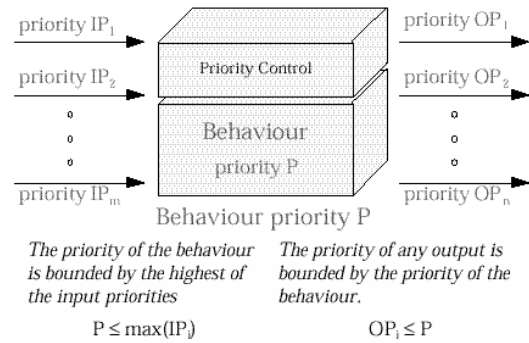 priority IP1 priority OP1
Priority Control
priority IP2 priority OP2
Behaviour
priority P
priority IPm priority OPn
Behaviour priority P
The priority of the behaviour
is bounded by the highest of
the input priorities
P ≤ max(IPi)
The priority of any output is
bounded by the priority of the
behaviour.
OPi ≤ P